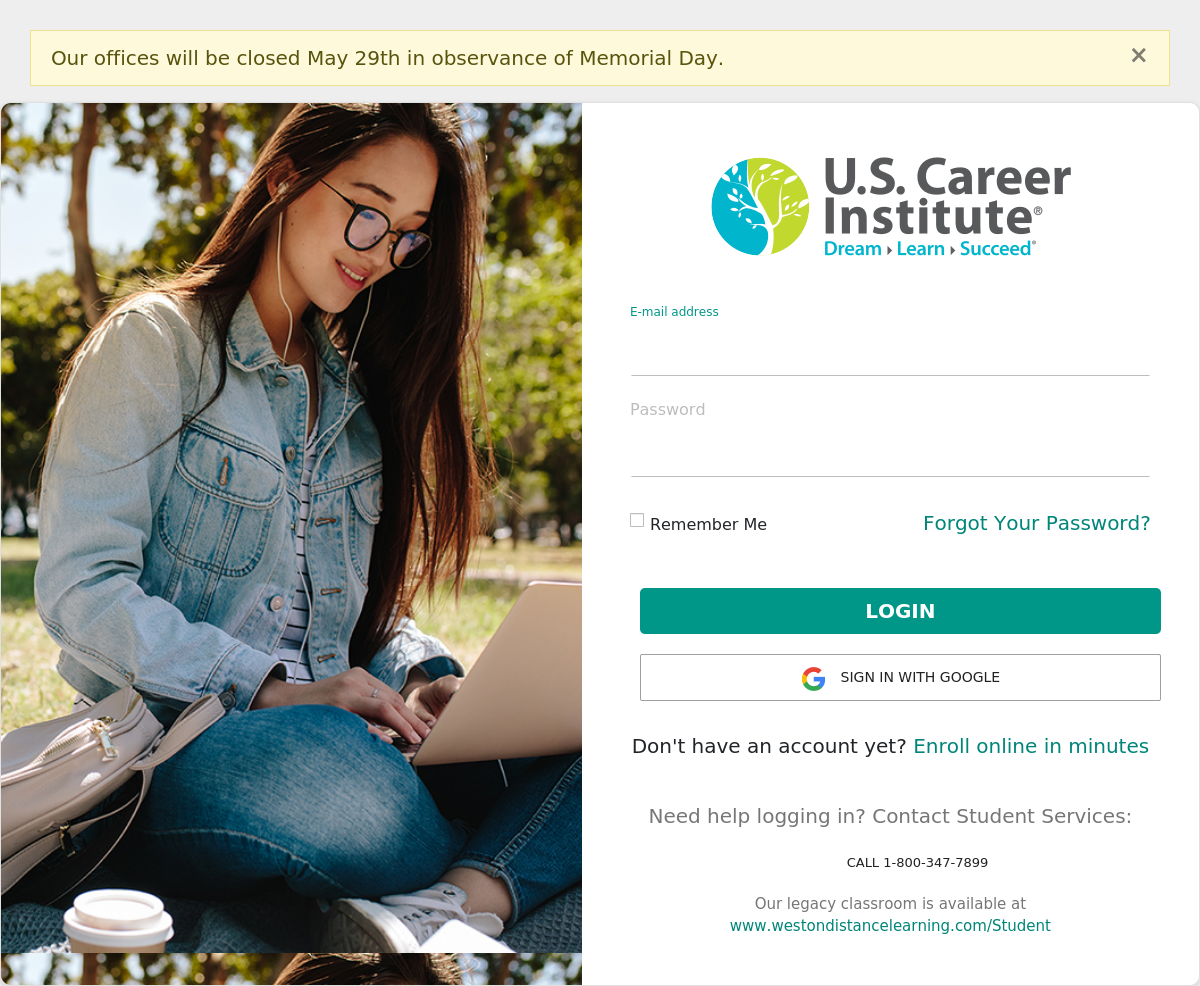 Our offices will be closed May 29th in observance of Memorial Day.
×
U.S. Career
Institute®
Dream Learn Succeed®
E-mail address
Password
Remember Me
Forgot Your Password?
LOGIN
SIGN IN WITH GOOGLE
Don't have an account yet? Enroll online in minutes
Need help logging in? Contact Student Services:
CALL 1-800-347-7899
Our legacy classroom is available at
www.westondistancelearning.com/Student